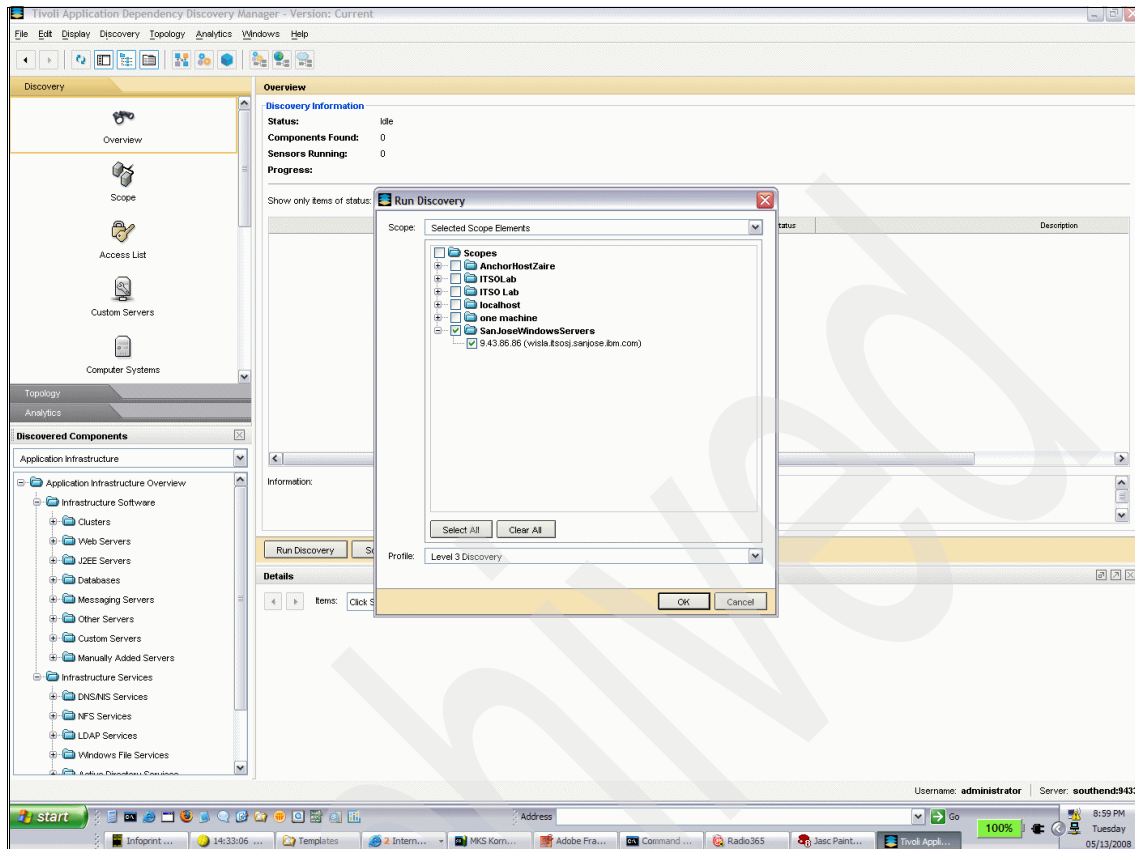 Tivoli Application Dependency Discovery Manager - Version: Current
File Edit Display Discovery Topology Analytics Windows Help
Discovery
Overview
Scope
Access List
Custom Servers
Computer Systems
Topology
Analytics
Discovered Components
Application Infrastructure
Application Infrastructure Overview
Infrastructure Software
Clusters
Web Servers
J2EE Servers
Databases
Messaging Servers
Other Servers
Custom Servers
Manually Added Servers
Infrastructure Services
DNS/NIS Services
NFS Services
LDAP Services
Windows File Services
Active Directory Services
Overview
Discovery Information
Status: Idle
Components Found: 0
Sensors Running: 0
Progress:
Show only items of status:
tatus Description
Information:
Run Discovery
Details
Items: Click S
Run Discovery
Scope: Selected Scope Elements
Scopes
AnchorHostZaire
ITSOLab
ITSO Lab
localhost
one machine
SanJoseWindowsServers
9.43.86.86 (wisla.itsosj.sanjose.ibm.com)
Select All Clear All
Profile: Level 3 Discovery
OK Cancel
hived
Username: administrator Server: southend:9433
start Address Go 8:59 PM
Infoprint ... 14:33:06 ... Templates 2 Intern... MKS Korn... Adobe Fra... Command ... Radio365 Jasc Paint... Tivoli Appli... 100% Tuesday
05/13/2008